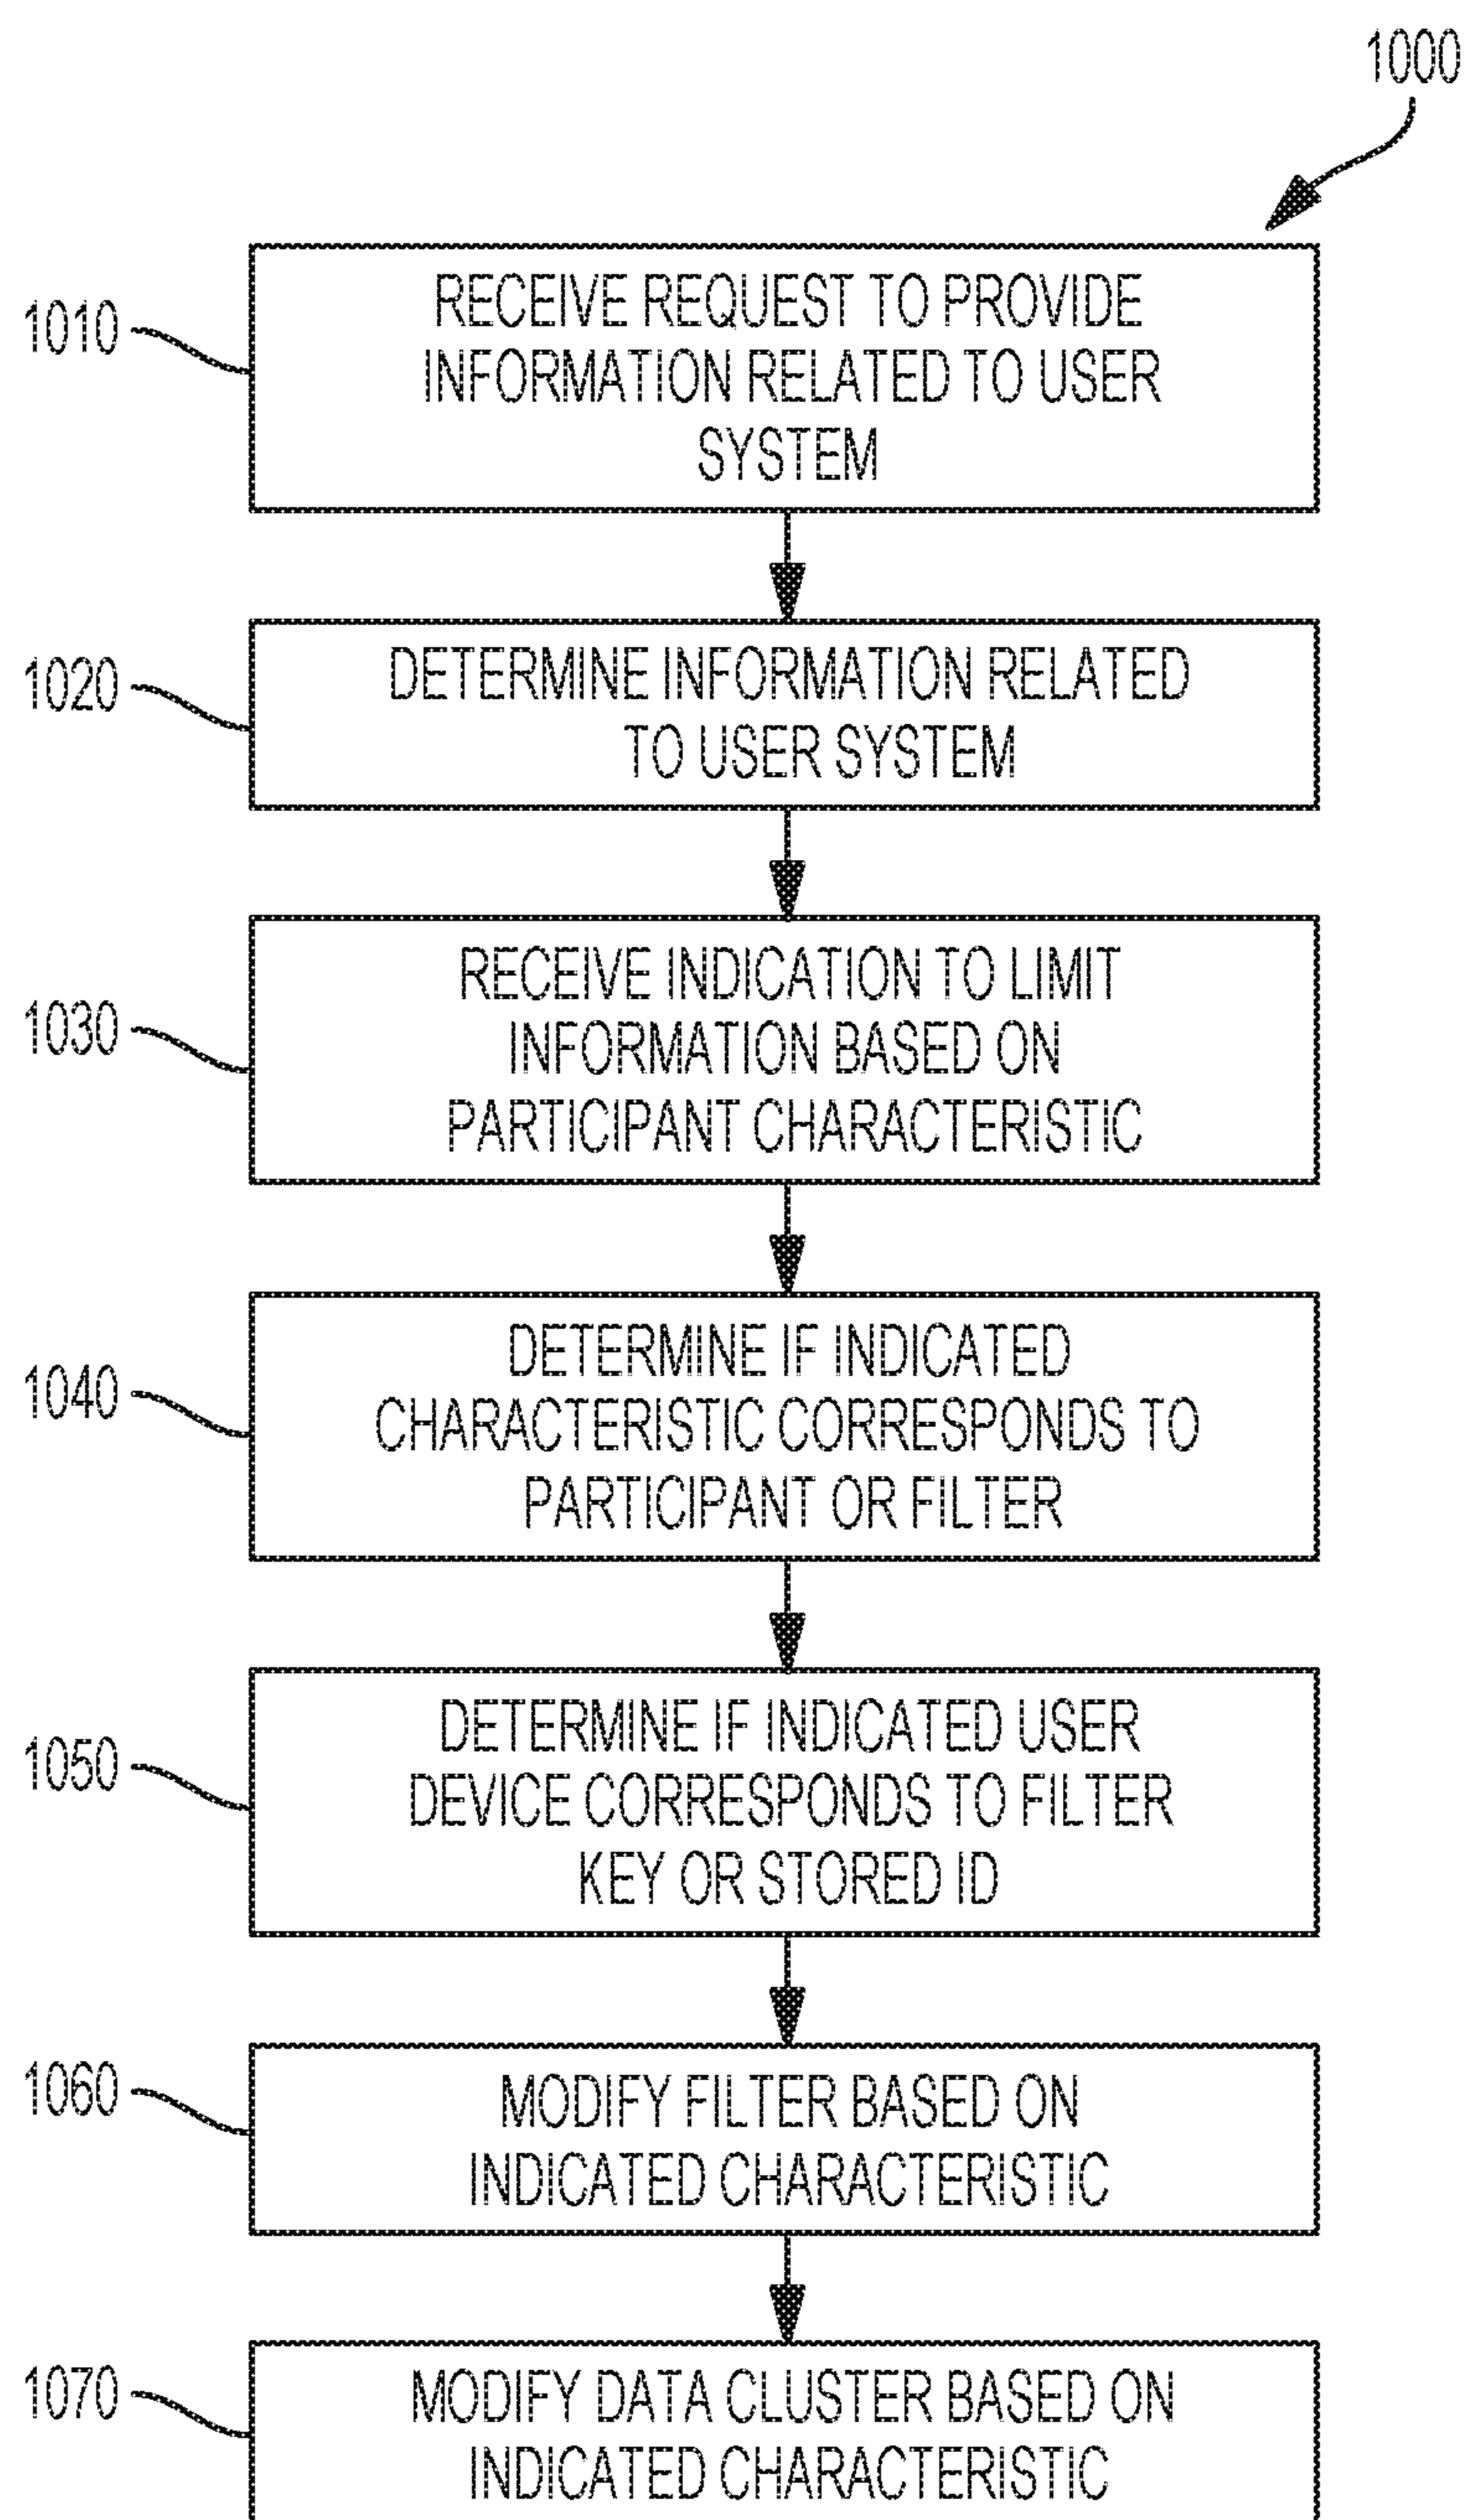 1000
1010
RECEIVE REQUEST TO PROVIDE
INFORMATION RELATED TO USER
SYSTEM
1020
DETERMINE INFORMATION RELATED
TO USER SYSTEM
1030
RECEIVE INDICATION TO LIMIT
INFORMATION BASED ON
PARTICIPANT CHARACTERISTIC
1040
DETERMINE IF INDICATED
CHARACTERISTIC CORRESPONDS TO
PARTICIPANT OR FILTER
1050
DETERMINE IF INDICATED USER
DEVICE CORRESPONDS TO FILTER
KEY OR STORED ID
1060
MODIFY FILTER BASED ON
INDICATED CHARACTERISTIC
1070
MODIFY DATA CLUSTER BASED ON
INDICATED CHARACTERISTIC